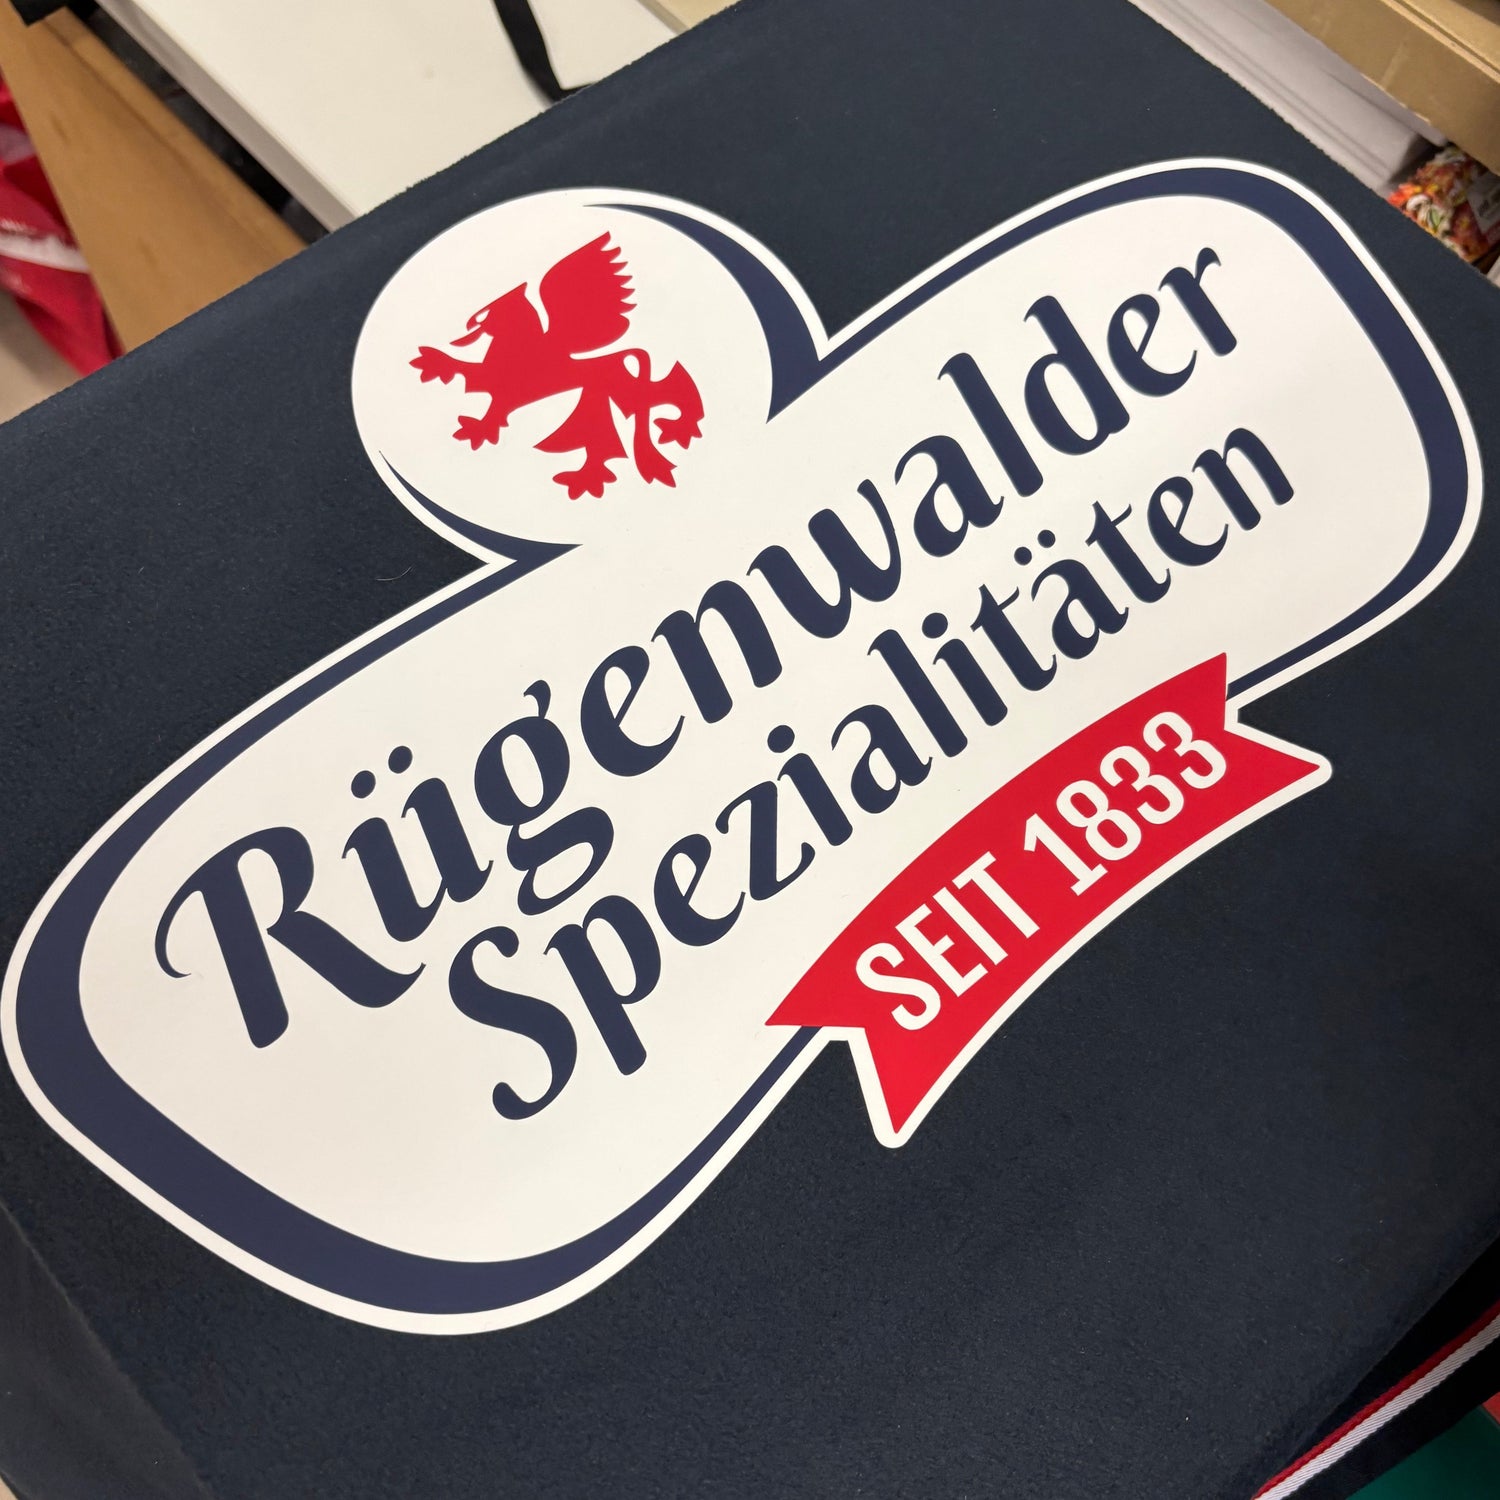 Rügenwalder
Spezialitäten
SEIT 1833